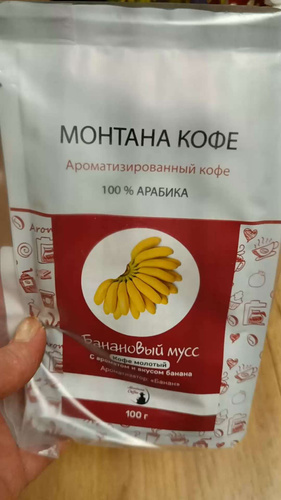 МОНТАНА КОФЕ
Ароматизированный кофе
100 % АРАБИКА
Банановый мусс
Кофе молотый
С ароматом и вкусом банана
Ароматизатор «Банан»
100 г